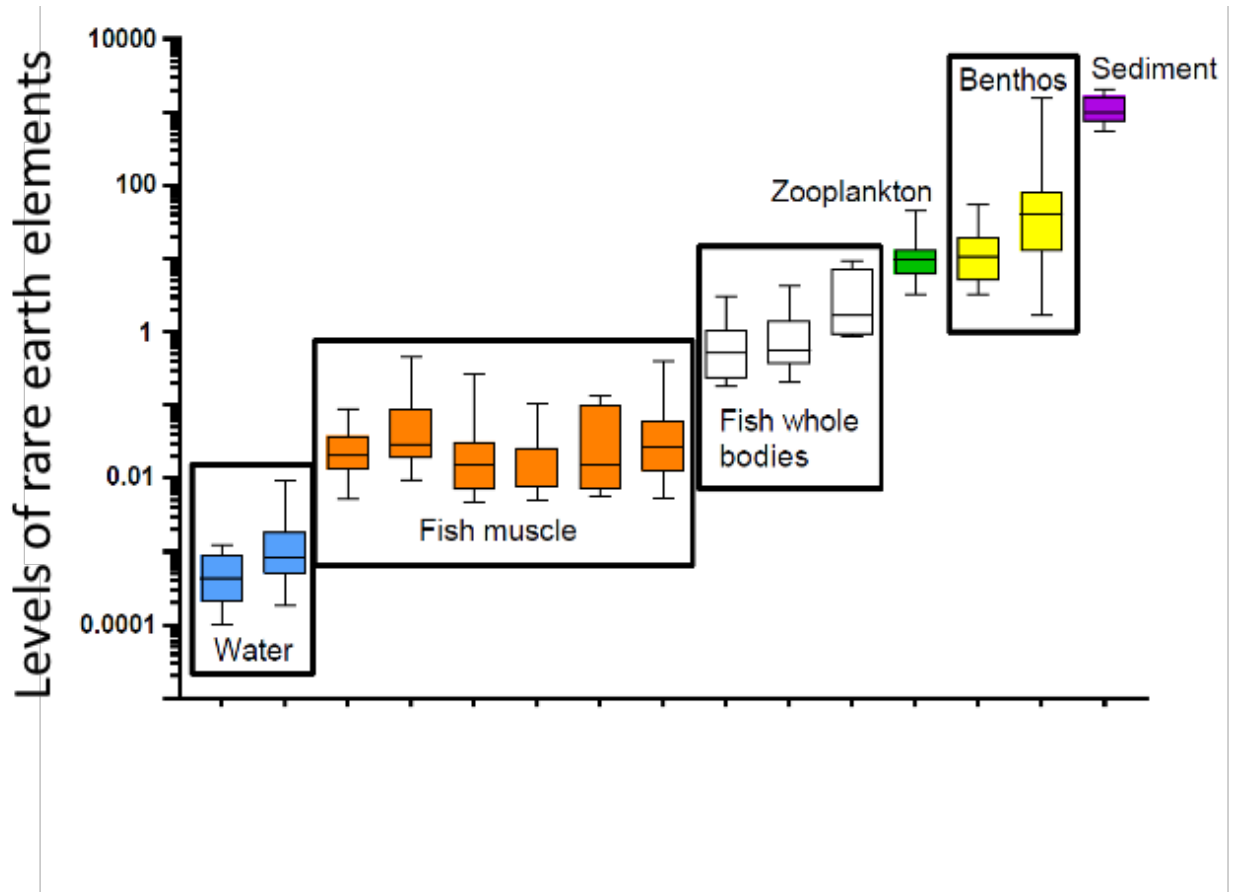 Levels of rare earth elements
10000
100
1
0.01
0.0001
Water
Fish muscle
Fish whole
bodies
Zooplankton
Benthos
Sediment